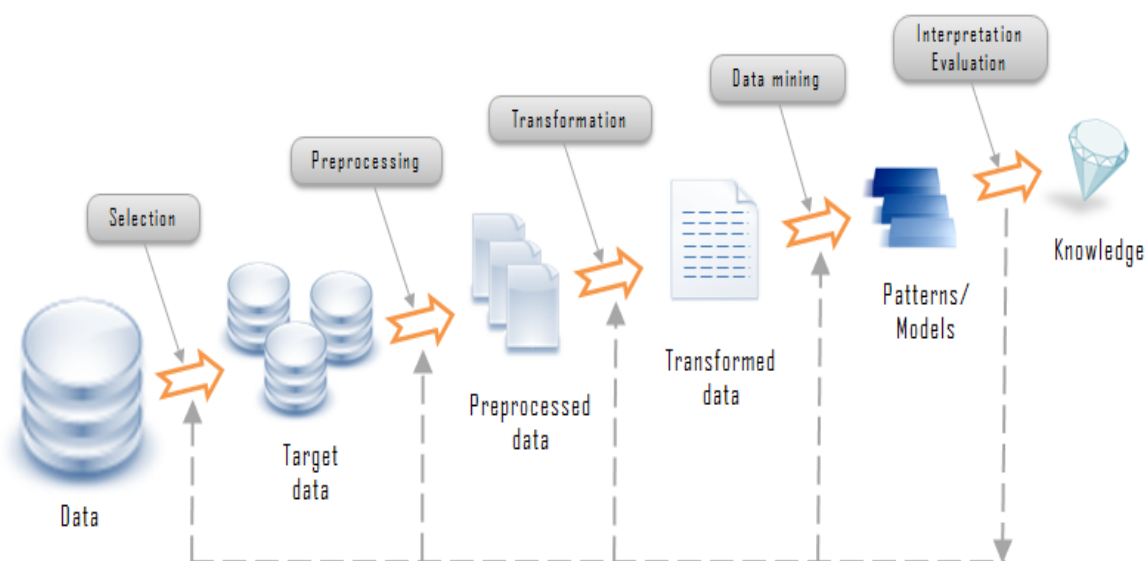 Selection
Preprocessing
Transformation
Data mining
Interpretation
Evaluation
Data
Target
data
Preprocessed
data
Transformed
data
Patterns/
Models
Knowledge